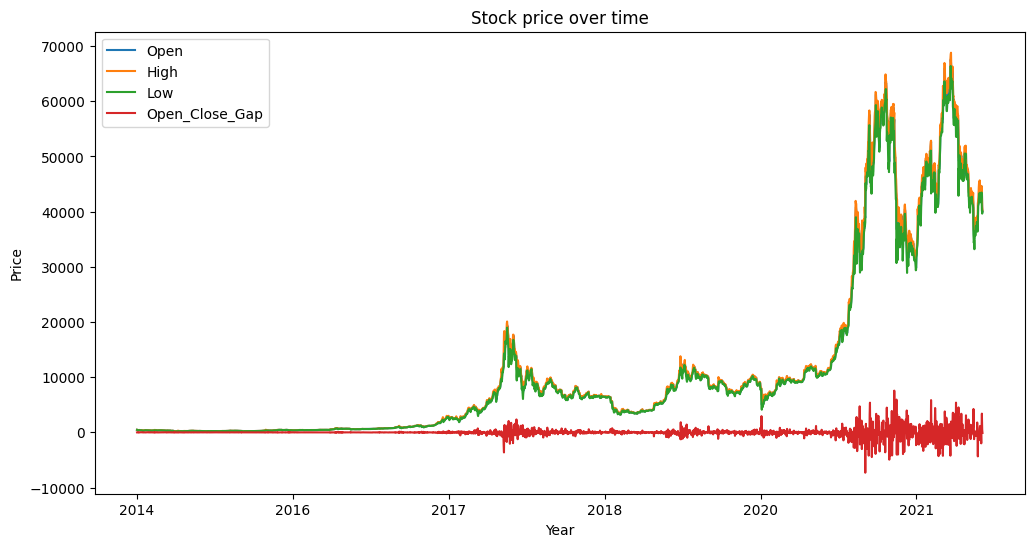 Stock price over time
Open
High
Low
Open_Close_Gap
70000
60000
50000
40000
30000
20000
10000
0
−10000
Price
2014 2016 2017 2018 2020 2021
Year